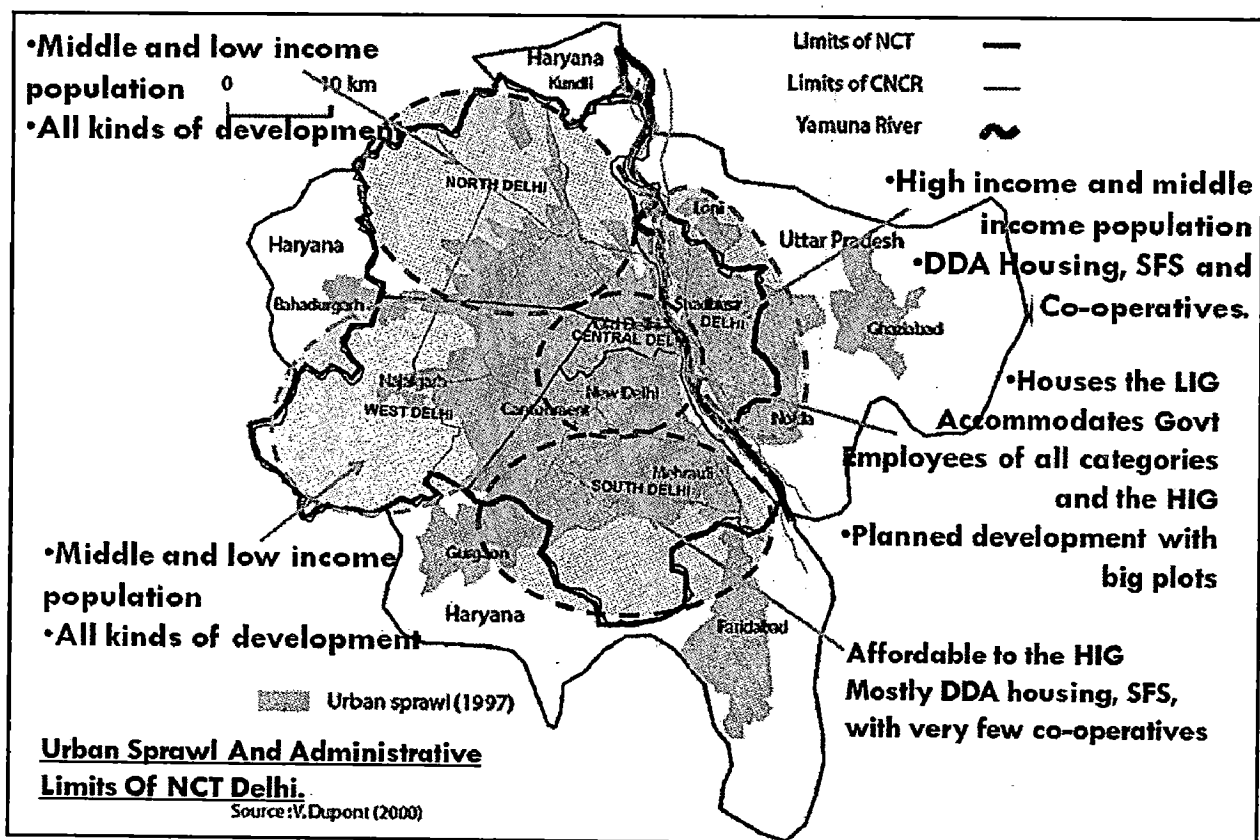 •Middle and low income
population
0 10 km
•All kinds of development
Haryana
Kundli
Limits of NCT
Limits of CNCR
Yamuna River
NORTH DELHI
Loni
•High income and middle
income population
•DDA Housing, SFS and
Co-operatives.
Haryana
Uttar Pradesh
Bahadurgarh
EAST
DELHI
Ghaziabad
Old Delhi
CENTRAL DELHI
Najafgarh
WEST DELHI
New Delhi
Cantonment
Noida
•Houses the LIG
Accommodates Govt
Employees of all categories
and the HIG
•Planned development with
big plots
Mehrauli
SOUTH DELHI
•Middle and low income
population
•All kinds of development
Gurgaon
Haryana
Faridabad
Affordable to the HIG
Mostly DDA housing, SFS,
with very few co-operatives
Urban sprawl (1997)
Urban Sprawl And Administrative
Limits Of NCT Delhi.
Source:V.Dupont (2000)